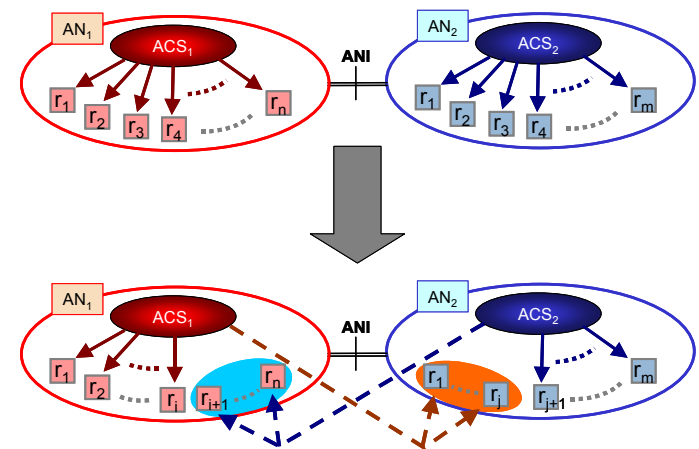 AN₁
ACS₁
r₁
r₂
r₃
r₄
rₙ
ANI
AN₂
ACS₂
r₁
r₂
r₃
r₄
rₘ
AN₁
ACS₁
r₁
r₂
rᵢ
rᵢ₊₁
rₙ
ANI
AN₂
ACS₂
r₁
rⱼ
rⱼ₊₁
rₘ